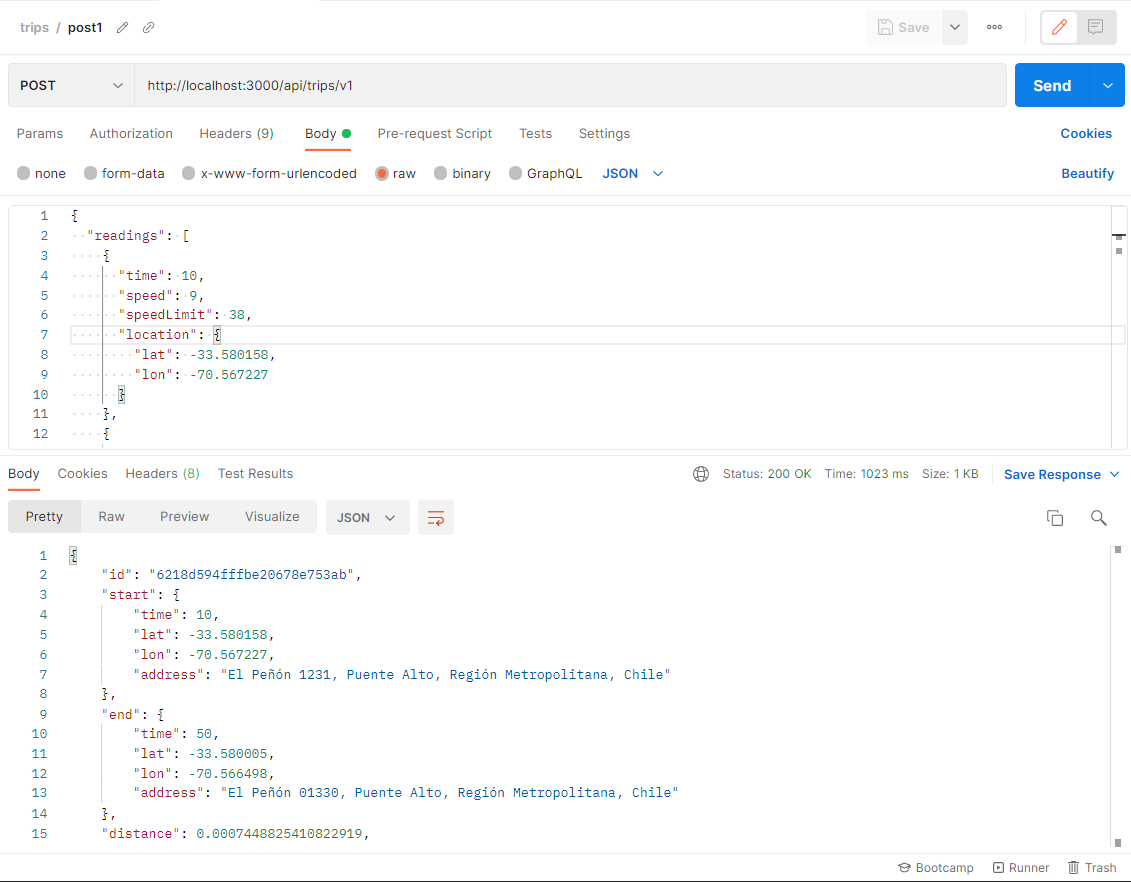 trips / post1
Save
POST http://localhost:3000/api/trips/v1 Send
Params Authorization Headers (9) Body Pre-request Script Tests Settings Cookies
none form-data x-www-form-urlencoded raw binary GraphQL JSON Beautify
1 {
2 "readings": [
3 {
4 "time": 10,
5 "speed": 9,
6 "speedLimit": 38,
7 "location": {
8 "lat": -33.580158,
9 "lon": -70.567227
10 }
11 },
12 {
Body Cookies Headers (8) Test Results Status: 200 OK Time: 1023 ms Size: 1 KB Save Response
Pretty Raw Preview Visualize JSON
1 {
2 "id": "6218d594fffbe20678e753ab",
3 "start": {
4 "time": 10,
5 "lat": -33.580158,
6 "lon": -70.567227,
7 "address": "El Peñón 1231, Puente Alto, Región Metropolitana, Chile"
8 },
9 "end": {
10 "time": 50,
11 "lat": -33.580005,
12 "lon": -70.566498,
13 "address": "El Peñón 01330, Puente Alto, Región Metropolitana, Chile"
14 },
15 "distance": 0.0007448825410822919,
Bootcamp Runner Trash